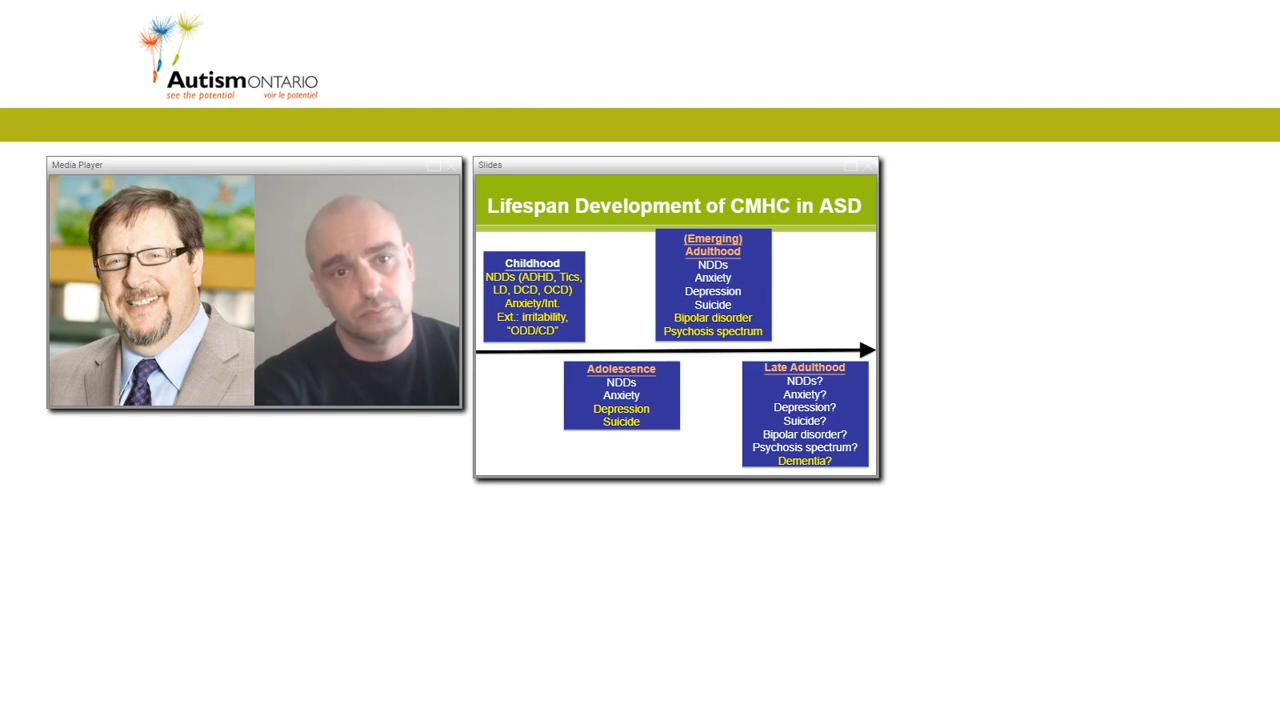 Autism ONTARIO
see the potential voir le potentiel
Media Player
Slides
Lifespan Development of CMHC in ASD
Childhood
NDDs (ADHD, Tics,
LD, DCD, OCD)
Anxiety/Int.
Ext.: irritability,
“ODD/CD”
(Emerging)
Adulthood
NDDs
Anxiety
Depression
Suicide
Bipolar disorder
Psychosis spectrum
Adolescence
NDDs
Anxiety
Depression
Suicide
Late Adulthood
NDDs?
Anxiety?
Depression?
Suicide?
Bipolar disorder?
Psychosis spectrum?
Dementia?